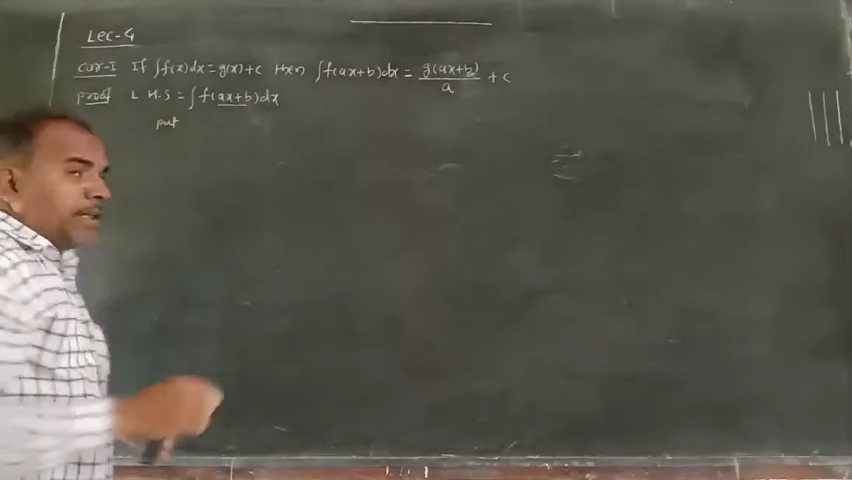 Lec-4
Cor-I If ∫f(x)dx=g(x)+c then ∫f(ax+b)dx = g(ax+b)/a + c
proof L H.S = ∫f(ax+b)dx
put